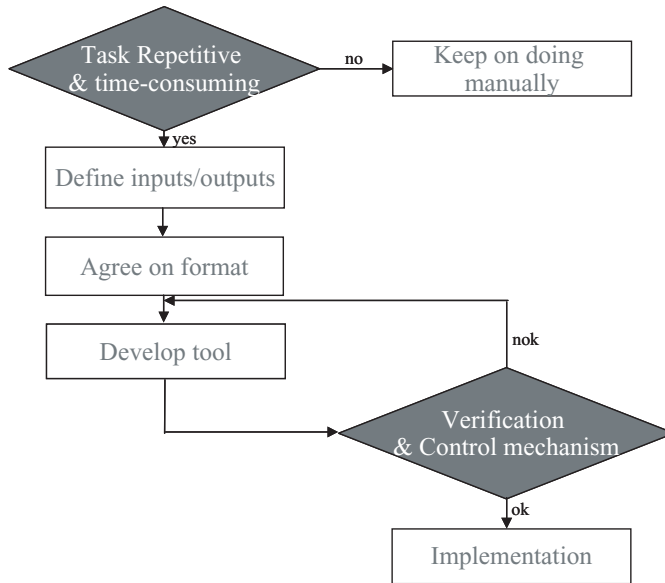 Task Repetitive
& time-consuming
no
Keep on doing
manually
yes
Define inputs/outputs
Agree on format
nok
Develop tool
Verification
& Control mechanism
ok
Implementation